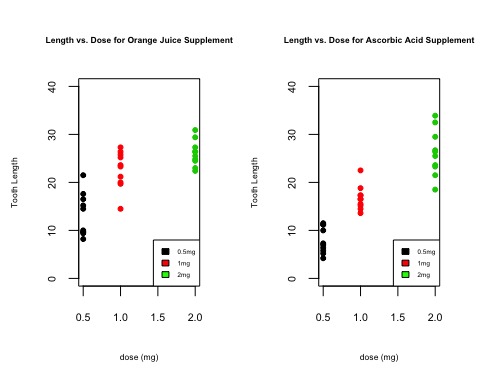 Length vs. Dose for Orange Juice Supplement
Tooth Length
40
30
20
10
0
0.5mg
1mg
2mg
0.5 1.0 1.5 2.0
dose (mg)
Length vs. Dose for Ascorbic Acid Supplement
Tooth Length
40
30
20
10
0
0.5mg
1mg
2mg
0.5 1.0 1.5 2.0
dose (mg)